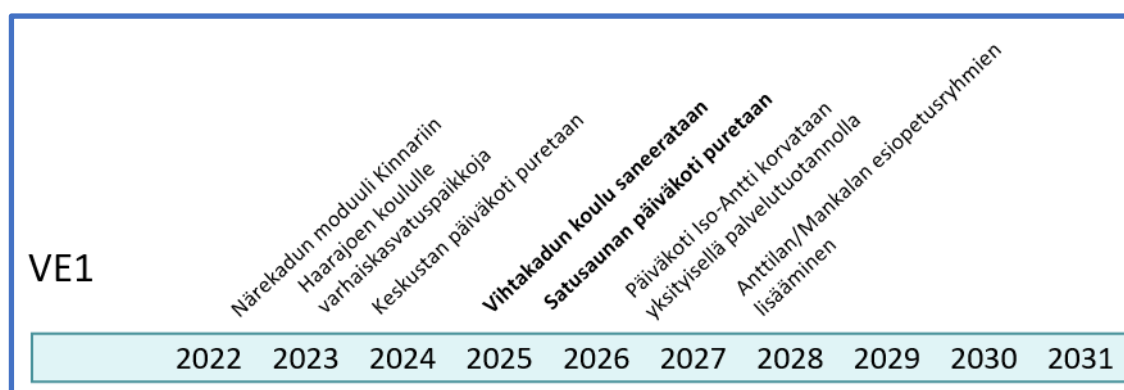 VE1
Närekadun moduuli Kinnariin
Haarajoen koululle
varhaiskasvatuspaikkoja
Keskustan päiväkoti puretaan
Vihtakadun koulu saneerataan
Satusaunan päiväkoti puretaan
Päiväkoti Iso-Antti korvataan
yksityisellä palvelutuotannolla
Anttilan/Mankalan esiopetusryhmien
lisääminen
2022 2023 2024 2025 2026 2027 2028 2029 2030 2031